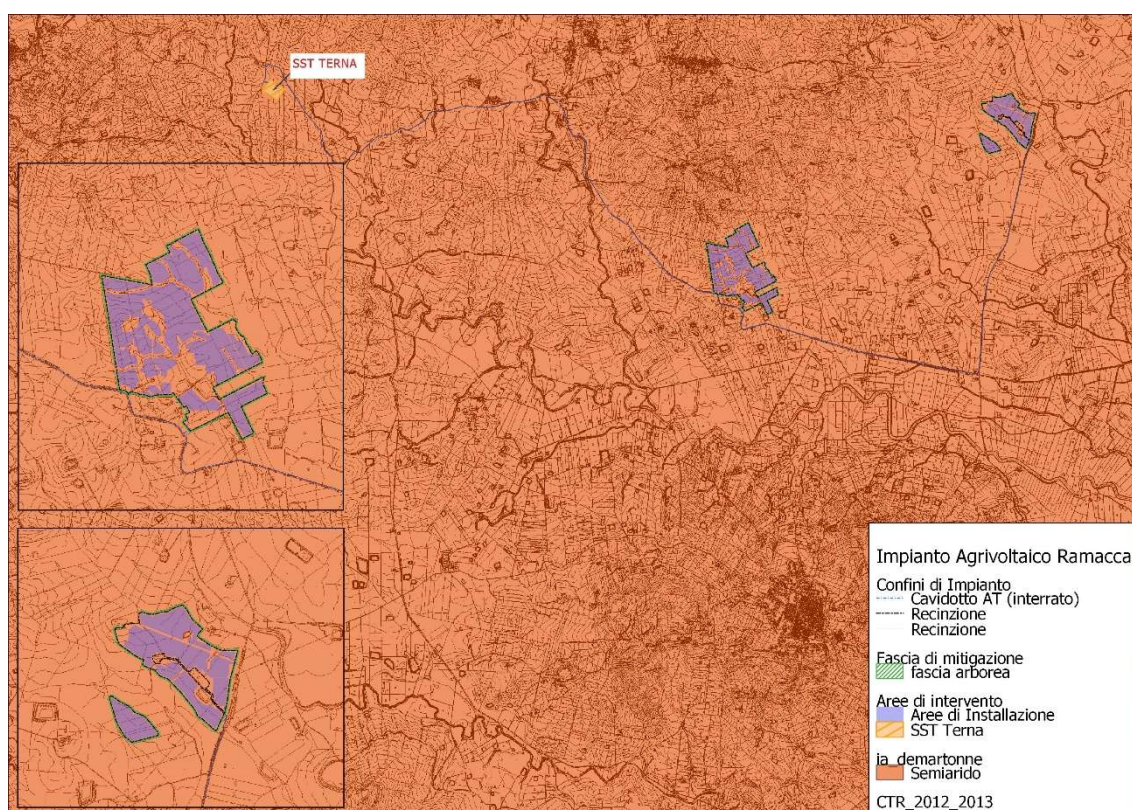 SST TERNA
Impianto Agrivoltaico Ramacca
Confini di Impianto
Cavidotto AT (interrato)
Recinzione
Recinzione
Fascia di mitigazione
fascia arborea
Aree di intervento
Aree di Installazione
SST Terna
ia_demartonne
Semiarido
CTR_2012_2013